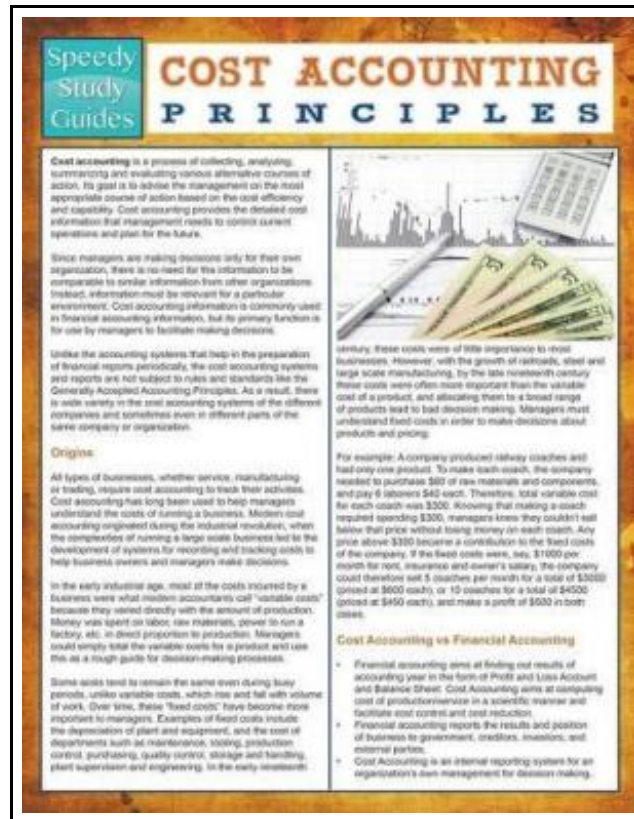 Speedy
Study
Guides
COST ACCOUNTING
PRINCIPLES
Cost accounting is a process of collecting, analyzing,
summarizing and evaluating various alternative courses of
action. Its goal is to advise the management on the most
appropriate course of action based on the cost efficiency
and capability. Cost accounting provides the detailed cost
information that management needs to control current
operations and plan for the future.
Since managers are making decisions only for their own
organization, there is no need for the information to be
comparable to similar information from other organizations.
Instead, information must be relevant for a particular
environment. Cost accounting information is commonly used
in financial accounting information, but its primary function is
for use by managers to facilitate making decisions.
Unlike the accounting systems that help in the preparation
of financial reports periodically, the cost accounting systems
and reports are not subject to rules and standards like the
Generally Accepted Accounting Principles. As a result, there
is wide variety in the cost accounting systems of the different
companies and sometimes even in different parts of the
same company or organization.
Origins
All types of businesses, whether service, manufacturing
or trading, require cost accounting to track their activities.
Cost accounting has long been used to help managers
understand the costs of running a business. Modern cost
accounting originated during the industrial revolution, when
the complexities of running a large scale business led to the
development of systems for recording and tracking costs to
help business owners and managers make decisions.
In the early industrial age, most of the costs incurred by a
business were what modern accountants call "variable costs"
because they varied directly with the amount of production.
Money was spent on labor, raw materials, power to run a
factory, etc. in direct proportion to production. Managers
could simply total the variable costs for a product and use
this as a rough guide for decision-making processes.
Some costs tend to remain the same even during busy
periods, unlike variable costs, which rise and fall with volume
of work. Over time, these "fixed costs" have become more
important to managers. Examples of fixed costs include
the depreciation of plant and equipment, and the cost of
departments such as maintenance, tooling, production
control, purchasing, quality control, storage and handling,
plant supervision and engineering. In the early nineteenth
century, these costs were of little importance to most
businesses. However, with the growth of railroads, steel and
large scale manufacturing, by the late nineteenth century
these costs were often more important than the variable
cost of a product, and allocating them to a broad range
of products lead to bad decision making. Managers must
understand fixed costs in order to make decisions about
products and pricing.
For example: A company produced railway coaches and
had only one product. To make each coach, the company
needed to purchase $60 of raw materials and components,
and pay 6 laborers $40 each. Therefore, total variable cost
for each coach was $300. Knowing that making a coach
required spending $300, managers knew they couldn't sell
below that price without losing money on each coach. Any
price above $300 became a contribution to the fixed costs
of the company. If the fixed costs were, say, $1000 per
month for rent, insurance and owner's salary, the company
could therefore sell 5 coaches per month for a total of $3000
(priced at $600 each), or 10 coaches for a total of $4500
(priced at $450 each), and make a profit of $500 in both
cases.
Cost Accounting vs Financial Accounting
• Financial accounting aims at finding out results of
accounting year in the form of Profit and Loss Account
and Balance Sheet. Cost Accounting aims at computing
cost of production/service in a scientific manner and
facilitate cost control and cost reduction.
• Financial accounting reports the results and position
of business to government, creditors, investors, and
external parties.
• Cost Accounting is an internal reporting system for an
organization's own management for decision making.